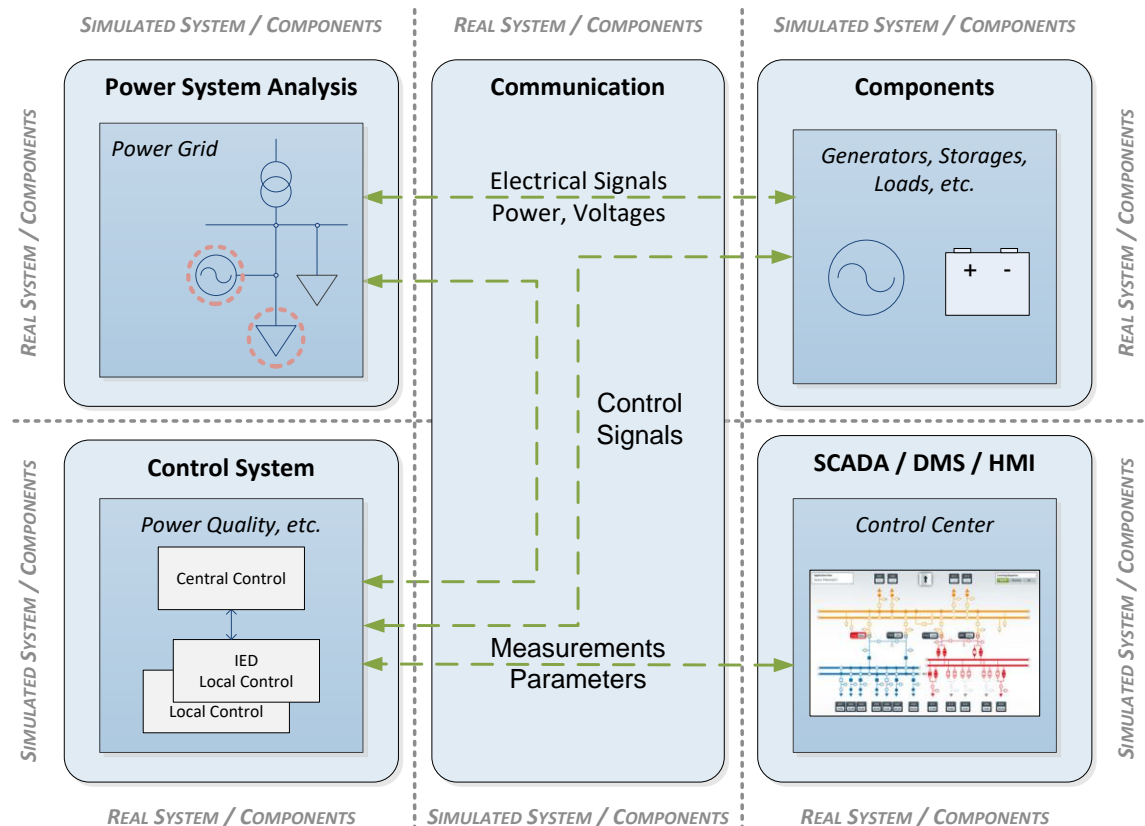 SIMULATED SYSTEM / COMPONENTS
REAL SYSTEM / COMPONENTS
SIMULATED SYSTEM / COMPONENTS
REAL SYSTEM / COMPONENTS
Power System Analysis
Power Grid
Communication
Electrical Signals
Power, Voltages
Control
Signals
Measurements
Parameters
Components
Generators, Storages,
Loads, etc.
+ -
REAL SYSTEM / COMPONENTS
SIMULATED SYSTEM / COMPONENTS
Control System
Power Quality, etc.
Central Control
IED
Local Control
Local Control
SCADA / DMS / HMI
Control Center
SIMULATED SYSTEM / COMPONENTS
REAL SYSTEM / COMPONENTS
SIMULATED SYSTEM / COMPONENTS
REAL SYSTEM / COMPONENTS